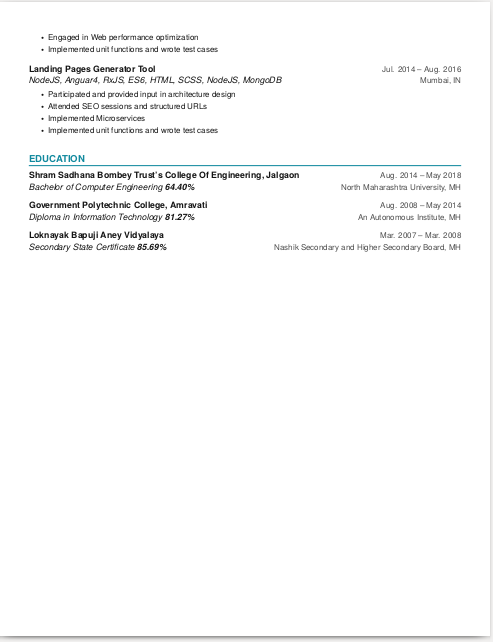 • Engaged in Web performance optimization
• Implemented unit functions and wrote test cases
Landing Pages Generator Tool Jul. 2014 – Aug. 2016
NodeJS, Anguar4, RxJS, ES6, HTML, SCSS, NodeJS, MongoDB Mumbai, IN
• Participated and provided input in architecture design
• Attended SEO sessions and structured URLs
• Implemented Microservices
• Implemented unit functions and wrote test cases
EDUCATION
Shram Sadhana Bombey Trust's College Of Engineering, Jalgaon Aug. 2014 – May 2018
Bachelor of Computer Engineering 64.40% North Maharashtra University, MH
Government Polytechnic College, Amravati Aug. 2008 – May 2014
Diploma in Information Technology 81.27% An Autonomous Institute, MH
Loknayak Bapuji Aney Vidyalaya Mar. 2007 – Mar. 2008
Secondary State Certificate 85.69% Nashik Secondary and Higher Secondary Board, MH